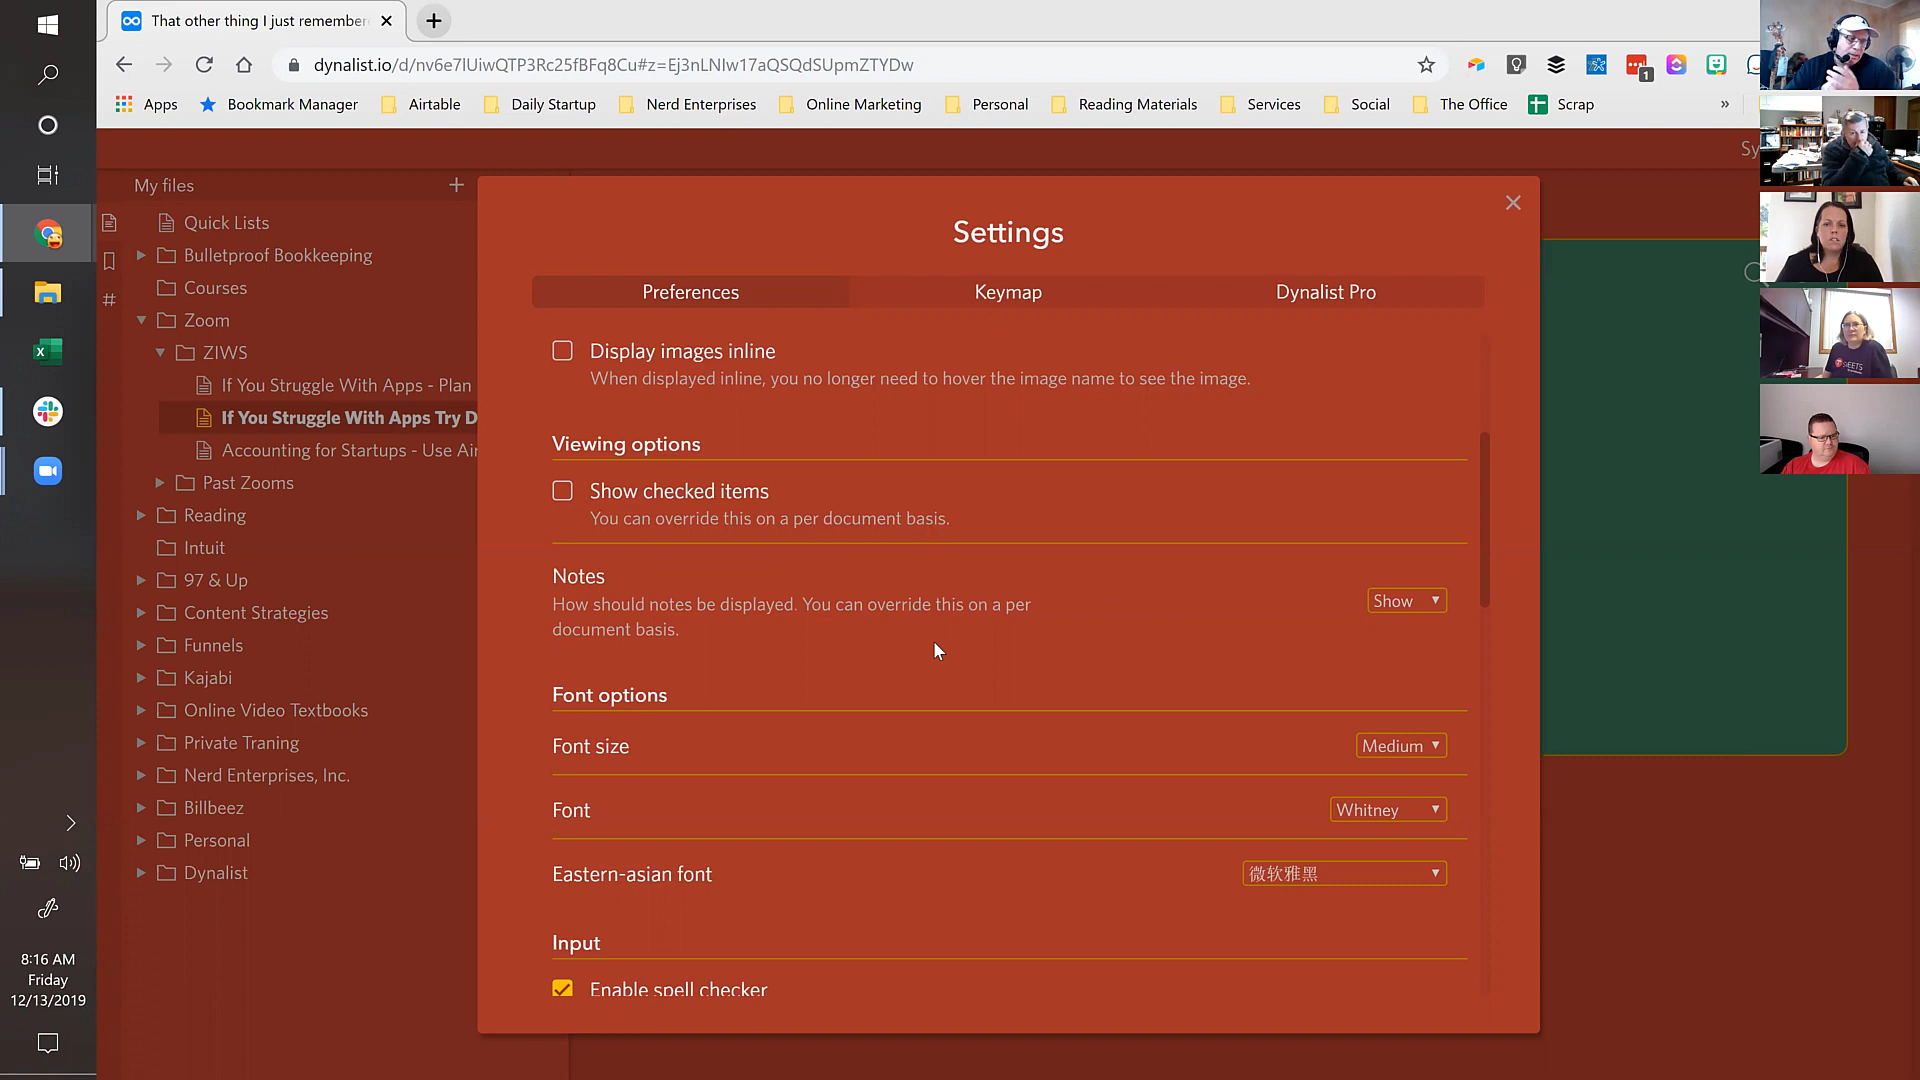 That other thing I just remember
dynalist.io/d/nv6e7lUiwQTP3Rc25fBFq8Cu#z=Ej3nLNIw17aQSQdSUpmZTYDw
1
Apps
Bookmark Manager
Airtable
Daily Startup
Nerd Enterprises
Online Marketing
Personal
Reading Materials
Services
Social
The Office
Scrap
»
Sy
My files
Quick Lists
Bulletproof Bookkeeping
Courses
Zoom
ZIWS
If You Struggle With Apps - Plan
If You Struggle With Apps Try D
Accounting for Startups - Use Air
Past Zooms
Reading
Intuit
97 & Up
Content Strategies
Funnels
Kajabi
Online Video Textbooks
Private Traning
Nerd Enterprises, Inc.
Billbeez
Personal
Dynalist
Settings
Preferences
Keymap
Dynalist Pro
Display images inline
When displayed inline, you no longer need to hover the image name to see the image.
Viewing options
Show checked items
You can override this on a per document basis.
Notes
How should notes be displayed. You can override this on a per
document basis.
Show
Font options
Font size
Medium
Font
Whitney
Eastern-asian font
微软雅黑
Input
Enable spell checker
8:16 AM
Friday
12/13/2019